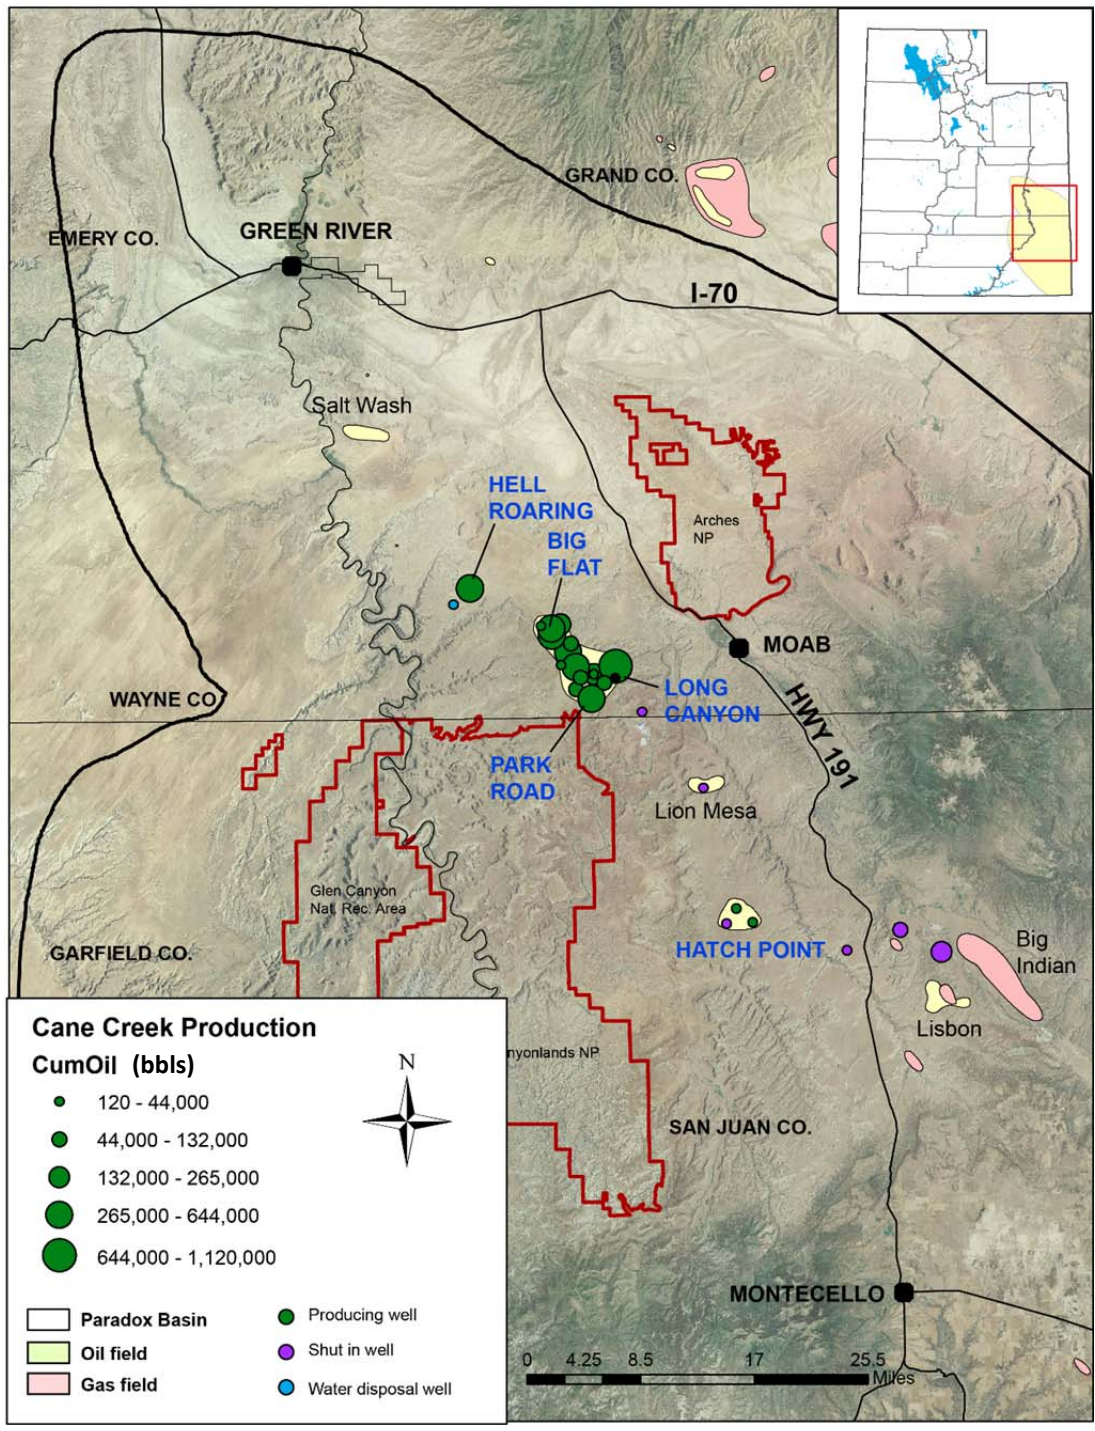 GRAND CO.
EMERY CO.
GREEN RIVER
I-70
Salt Wash
HELL
ROARING
BIG
FLAT
Arches
NP
MOAB
WAYNE CO
LONG
CANYON
HWY 191
PARK
ROAD
Lion Mesa
Glen Canyon
Nat. Rec. Area
GARFIELD CO.
HATCH POINT
Big
Indian
Lisbon
nyonlands NP
SAN JUAN CO.
MONTECELLO
Cane Creek Production
CumOil (bbls)
N
120 - 44,000
44,000 - 132,000
132,000 - 265,000
265,000 - 644,000
644,000 - 1,120,000
Paradox Basin
Oil field
Gas field
Producing well
Shut in well
Water disposal well
0 4.25 8.5 17 25.5
Miles